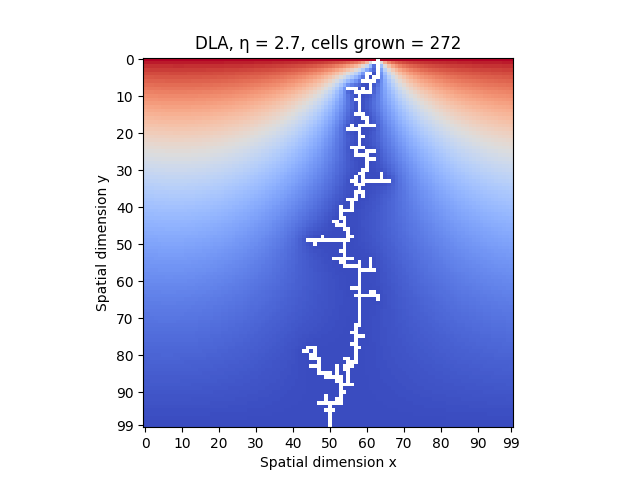 DLA, η = 2.7, cells grown = 272
Spatial dimension y
0
10
20
30
40
50
60
70
80
90
99
0 10 20 30 40 50 60 70 80 90 99
Spatial dimension x